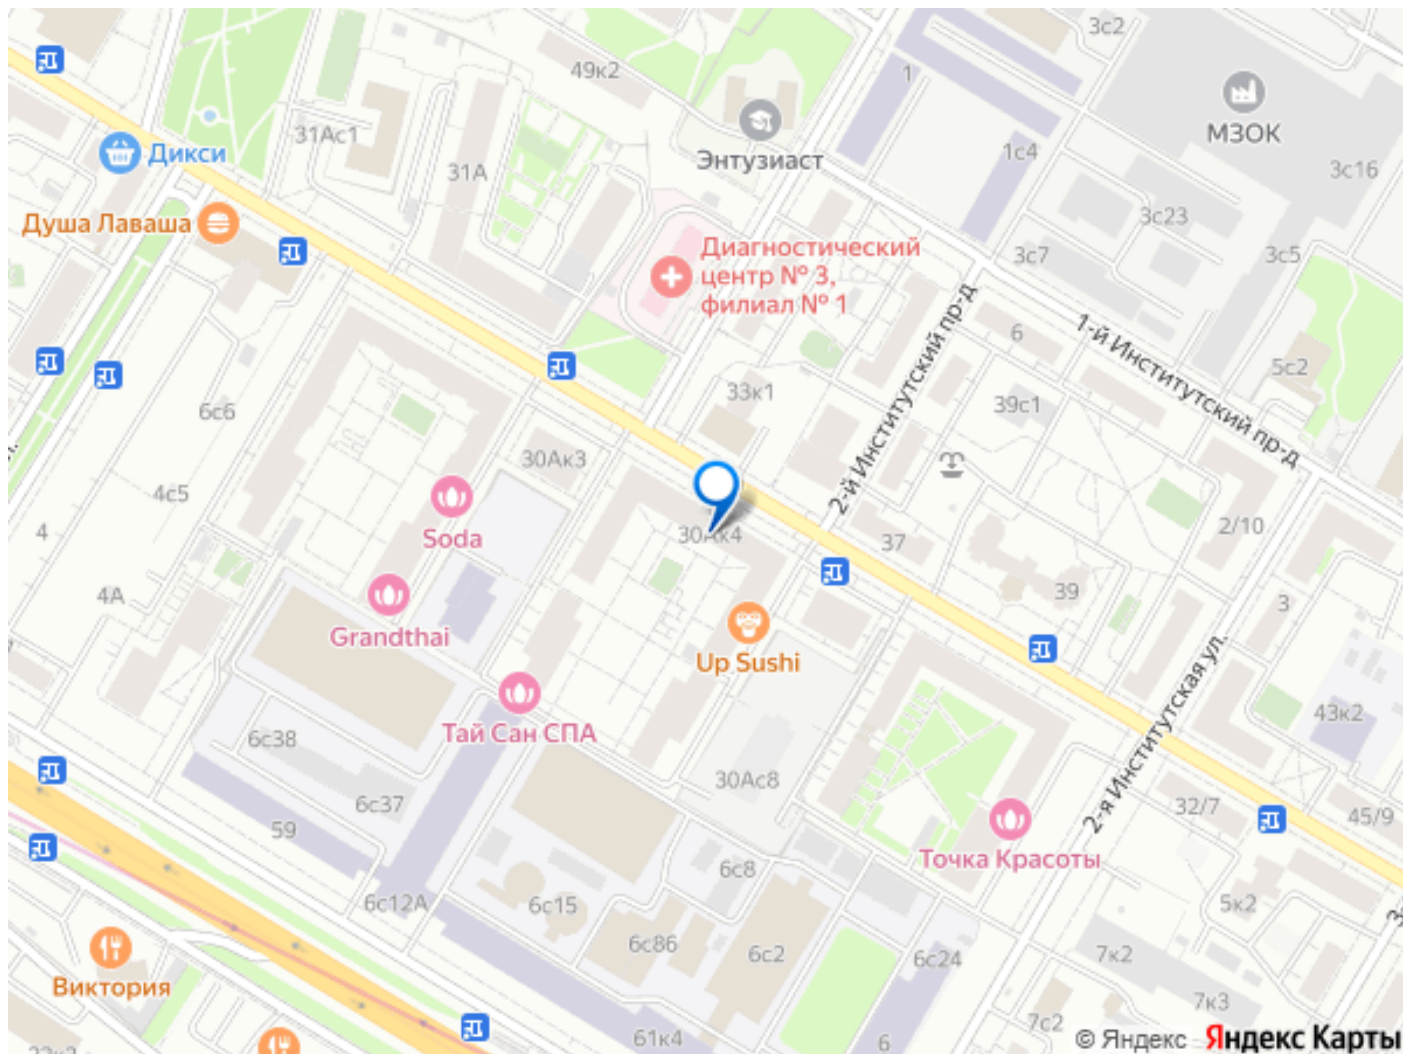 3с2
49к2
1
МЗОК
31Ас1
Дикси
Энтузиаст
1с4
31А
3с16
3с23
Душа Лаваша
Диагностический
центр № 3,
филиал № 1
3с7
3с5
2-й Институтский пр-д
1-й Институтский пр-д
6
5с2
6с6
33к1
39с1
30Ак3
4с5
Soda
30Ак4
37
2/10
4
4А
39
3
Grandthai
Up Sushi
2-я Институтская ул.
43к2
Тай Сан СПА
6с38
30Ас8
6с37
32/7
45/9
59
Точка Красоты
6с8
6с12А
6с15
5к2
6с86
6с2
6с24
7к2
Виктория
7к3
7с2
61к4
6
© Яндекс Яндекс Карты